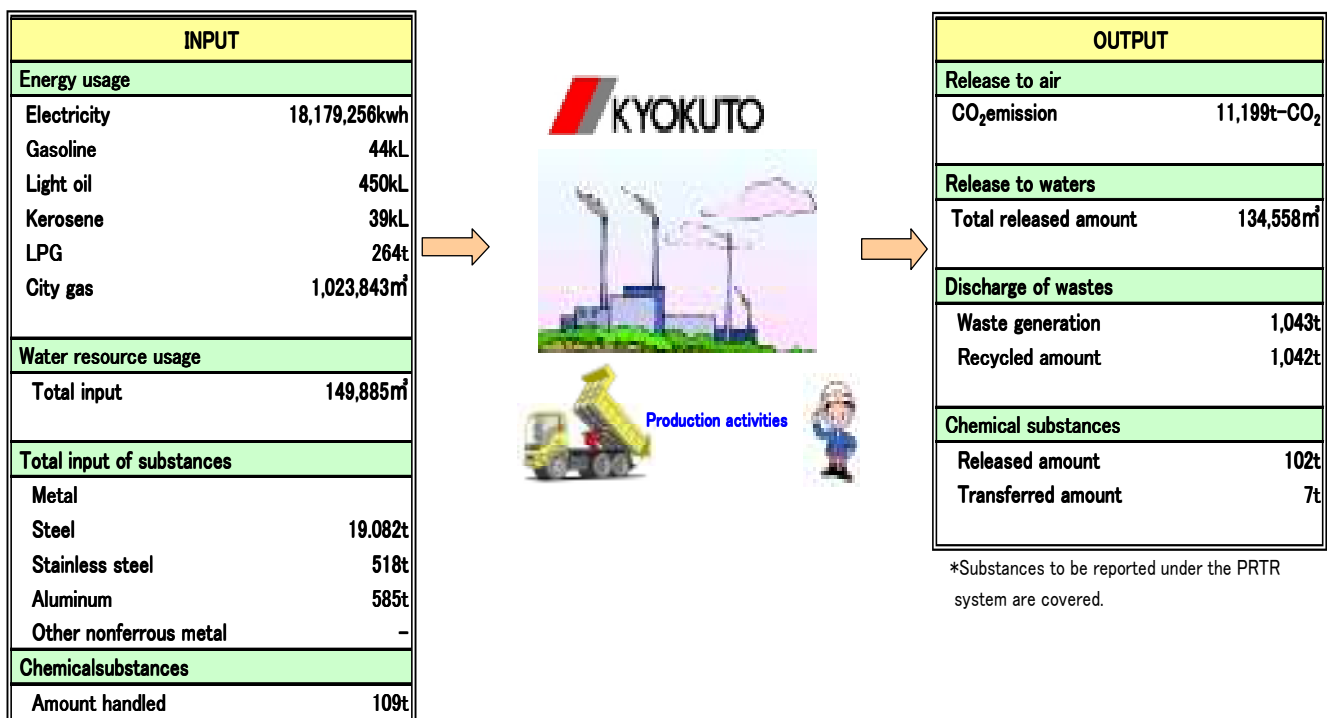 INPUT
Energy usage
Electricity 18,179,256kwh
Gasoline 44kL
Light oil 450kL
Kerosene 39kL
LPG 264t
City gas 1,023,843㎥
Water resource usage
Total input 149,885㎥
Total input of substances
Metal
Steel 19.082t
Stainless steel 518t
Aluminum 585t
Other nonferrous metal －
Chemicalsubstances
Amount handled 109t
KYOKUTO
Production activities
OUTPUT
Release to air
CO₂emission 11,199t-CO₂
Release to waters
Total released amount 134,558㎥
Discharge of wastes
Waste generation 1,043t
Recycled amount 1,042t
Chemical substances
Released amount 102t
Transferred amount 7t
*Substances to be reported under the PRTR
system are covered.